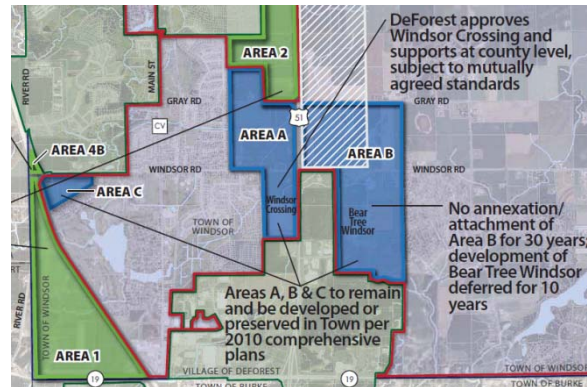 DeForest approves
Windsor Crossing and
supports at county level,
subject to mutually
agreed standards
AREA 2
MAIN ST
RIVER RD
GRAY RD
GRAY RD
51
CV
AREA A
AREA B
AREA 4B
WINDSOR RD
WINDSOR RD
AREA C
Windsor
Crossing
Bear
Tree
Windsor
TOWN OF
WINDSOR
No annexation/
attachment of
Area B for 30 years;
development of
Bear Tree Windsor
deferred for 10
years
Areas A, B & C to remain
and be developed or
preserved in Town per
2010 comprehensive
plans
RIVER RD
TOWN OF WINDSOR
AREA 1
19
VILLAGE OF DEFOREST
19
TOWN OF WINDS
TOWN OF BURKE